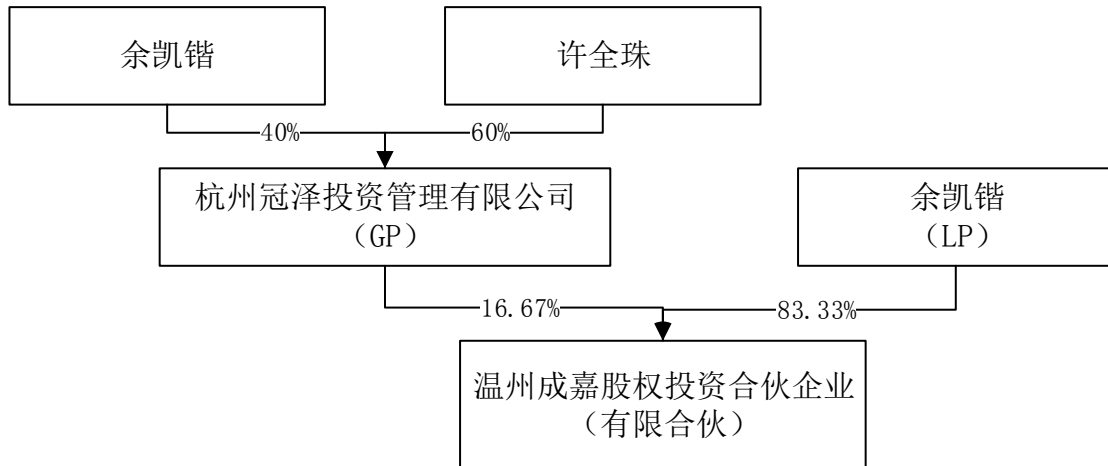 余凯锴
许全珠
40%
60%
杭州冠泽投资管理有限公司
（GP）
余凯锴
（LP）
16.67%
83.33%
温州成嘉股权投资合伙企业
（有限合伙）